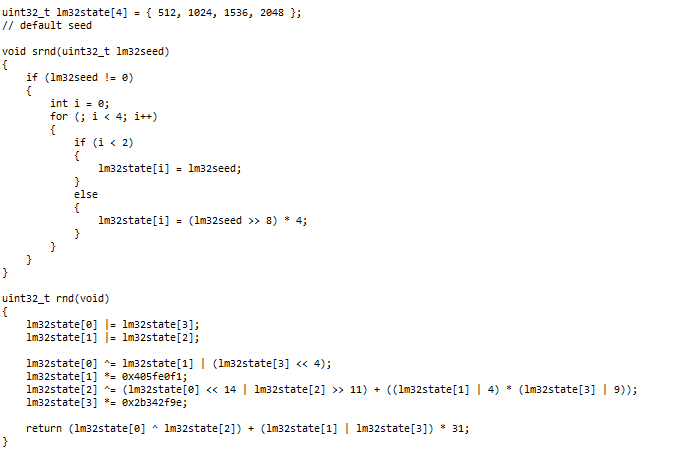 uint32_t lm32state[4] = { 512, 1024, 1536, 2048 };
// default seed

void srnd(uint32_t lm32seed)
{
    if (lm32seed != 0)
    {
        int i = 0;
        for (; i < 4; i++)
        {
            if (i < 2)
            {
                lm32state[i] = lm32seed;
            }
            else
            {
                lm32state[i] = (lm32seed >> 8) * 4;
            }
        }
    }
}

uint32_t rnd(void)
{
    lm32state[0] |= lm32state[3];
    lm32state[1] |= lm32state[2];

    lm32state[0] ^= lm32state[1] | (lm32state[3] << 4);
    lm32state[1] *= 0x405fe0f1;
    lm32state[2] ^= (lm32state[0] << 14 | lm32state[2] >> 11) + ((lm32state[1] | 4) * (lm32state[3] | 9));
    lm32state[3] *= 0x2b342f9e;

    return (lm32state[0] ^ lm32state[2]) + (lm32state[1] | lm32state[3]) * 31;
}